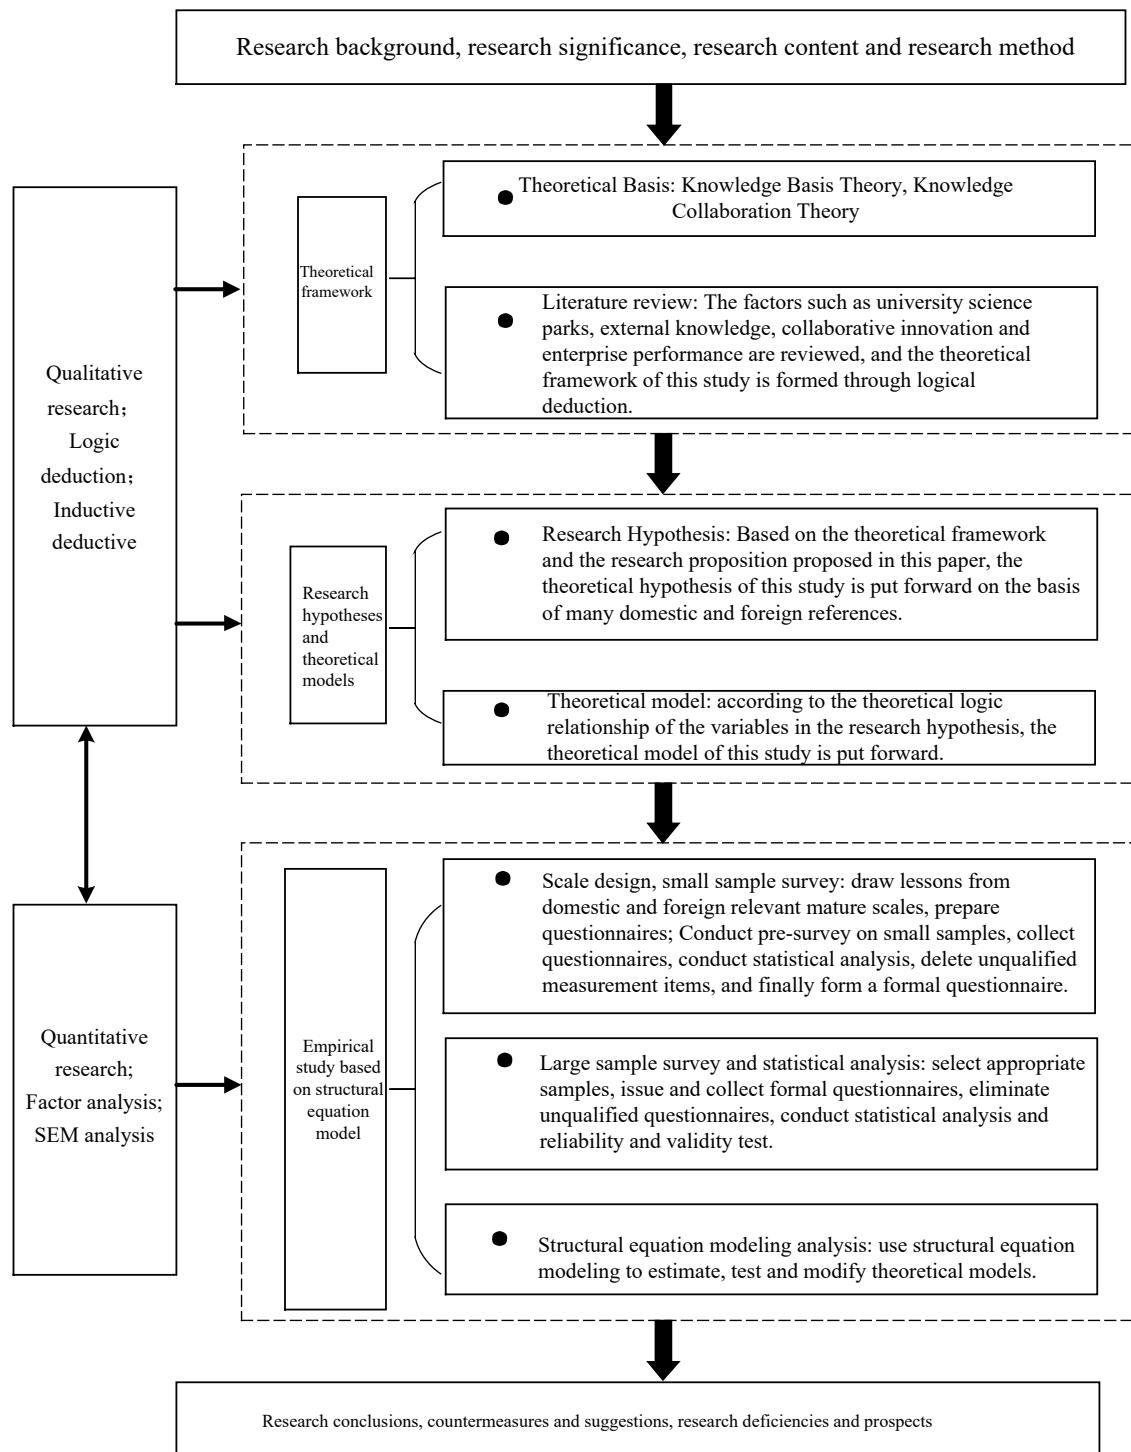 Research background, research significance, research content and research method
Qualitative
research；
Logic
deduction；
Inductive
deductive
Theoretical
framework
Theoretical Basis: Knowledge Basis Theory, Knowledge
Collaboration Theory
Literature review: The factors such as university science
parks, external knowledge, collaborative innovation and
enterprise performance are reviewed, and the theoretical
framework of this study is formed through logical
deduction.
Research
hypotheses
and
theoretical
models
Research Hypothesis: Based on the theoretical framework
and the research proposition proposed in this paper, the
theoretical hypothesis of this study is put forward on the basis
of many domestic and foreign references.
Theoretical model: according to the theoretical logic
relationship of the variables in the research hypothesis, the
theoretical model of this study is put forward.
Quantitative
research;
Factor analysis;
SEM analysis
Empirical
study based
on structural
equation
model
Scale design, small sample survey: draw lessons from
domestic and foreign relevant mature scales, prepare
questionnaires; Conduct pre-survey on small samples, collect
questionnaires, conduct statistical analysis, delete unqualified
measurement items, and finally form a formal questionnaire.
Large sample survey and statistical analysis: select appropriate
samples, issue and collect formal questionnaires, eliminate
unqualified questionnaires, conduct statistical analysis and
reliability and validity test.
Structural equation modeling analysis: use structural equation
modeling to estimate, test and modify theoretical models.
Research conclusions, countermeasures and suggestions, research deficiencies and prospects